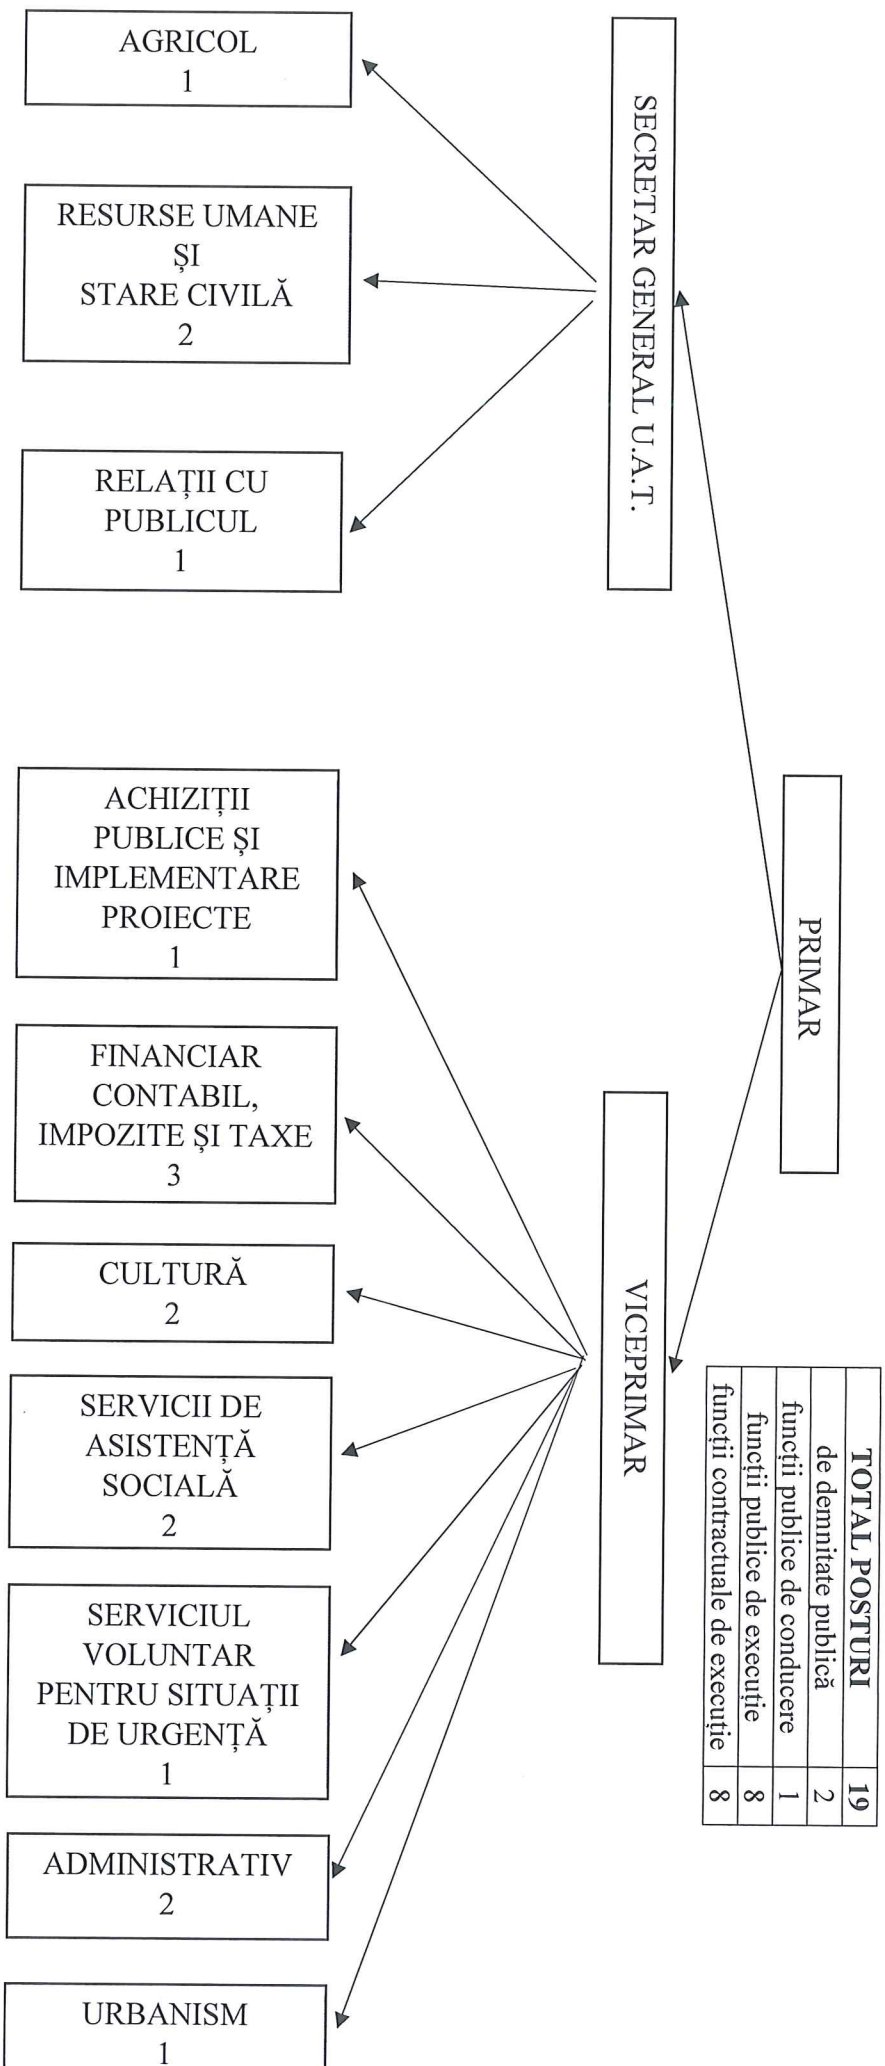 PRIMAR
TOTAL POSTURI 19
de demnitate publică 2
funcții publice de conducere 1
funcții publice de execuție 8
funcții contractuale de execuție 8
SECRETAR GENERAL U.A.T.
VICEPRIMAR
AGRICOL
1
RESURSE UMANE
ȘI
STARE CIVILĂ
2
RELAȚII CU
PUBLICUL
1
ACHIZIȚII
PUBLICE ȘI
IMPLEMENTARE
PROIECTE
1
FINANCIAR
CONTABIL,
IMPOZITE ȘI TAXE
3
CULTURĂ
2
SERVICII DE
ASISTENȚĂ
SOCIALĂ
2
SERVICIUL
VOLUNTAR
PENTRU SITUAȚII
DE URGENȚĂ
1
ADMINISTRATIV
2
URBANISM
1